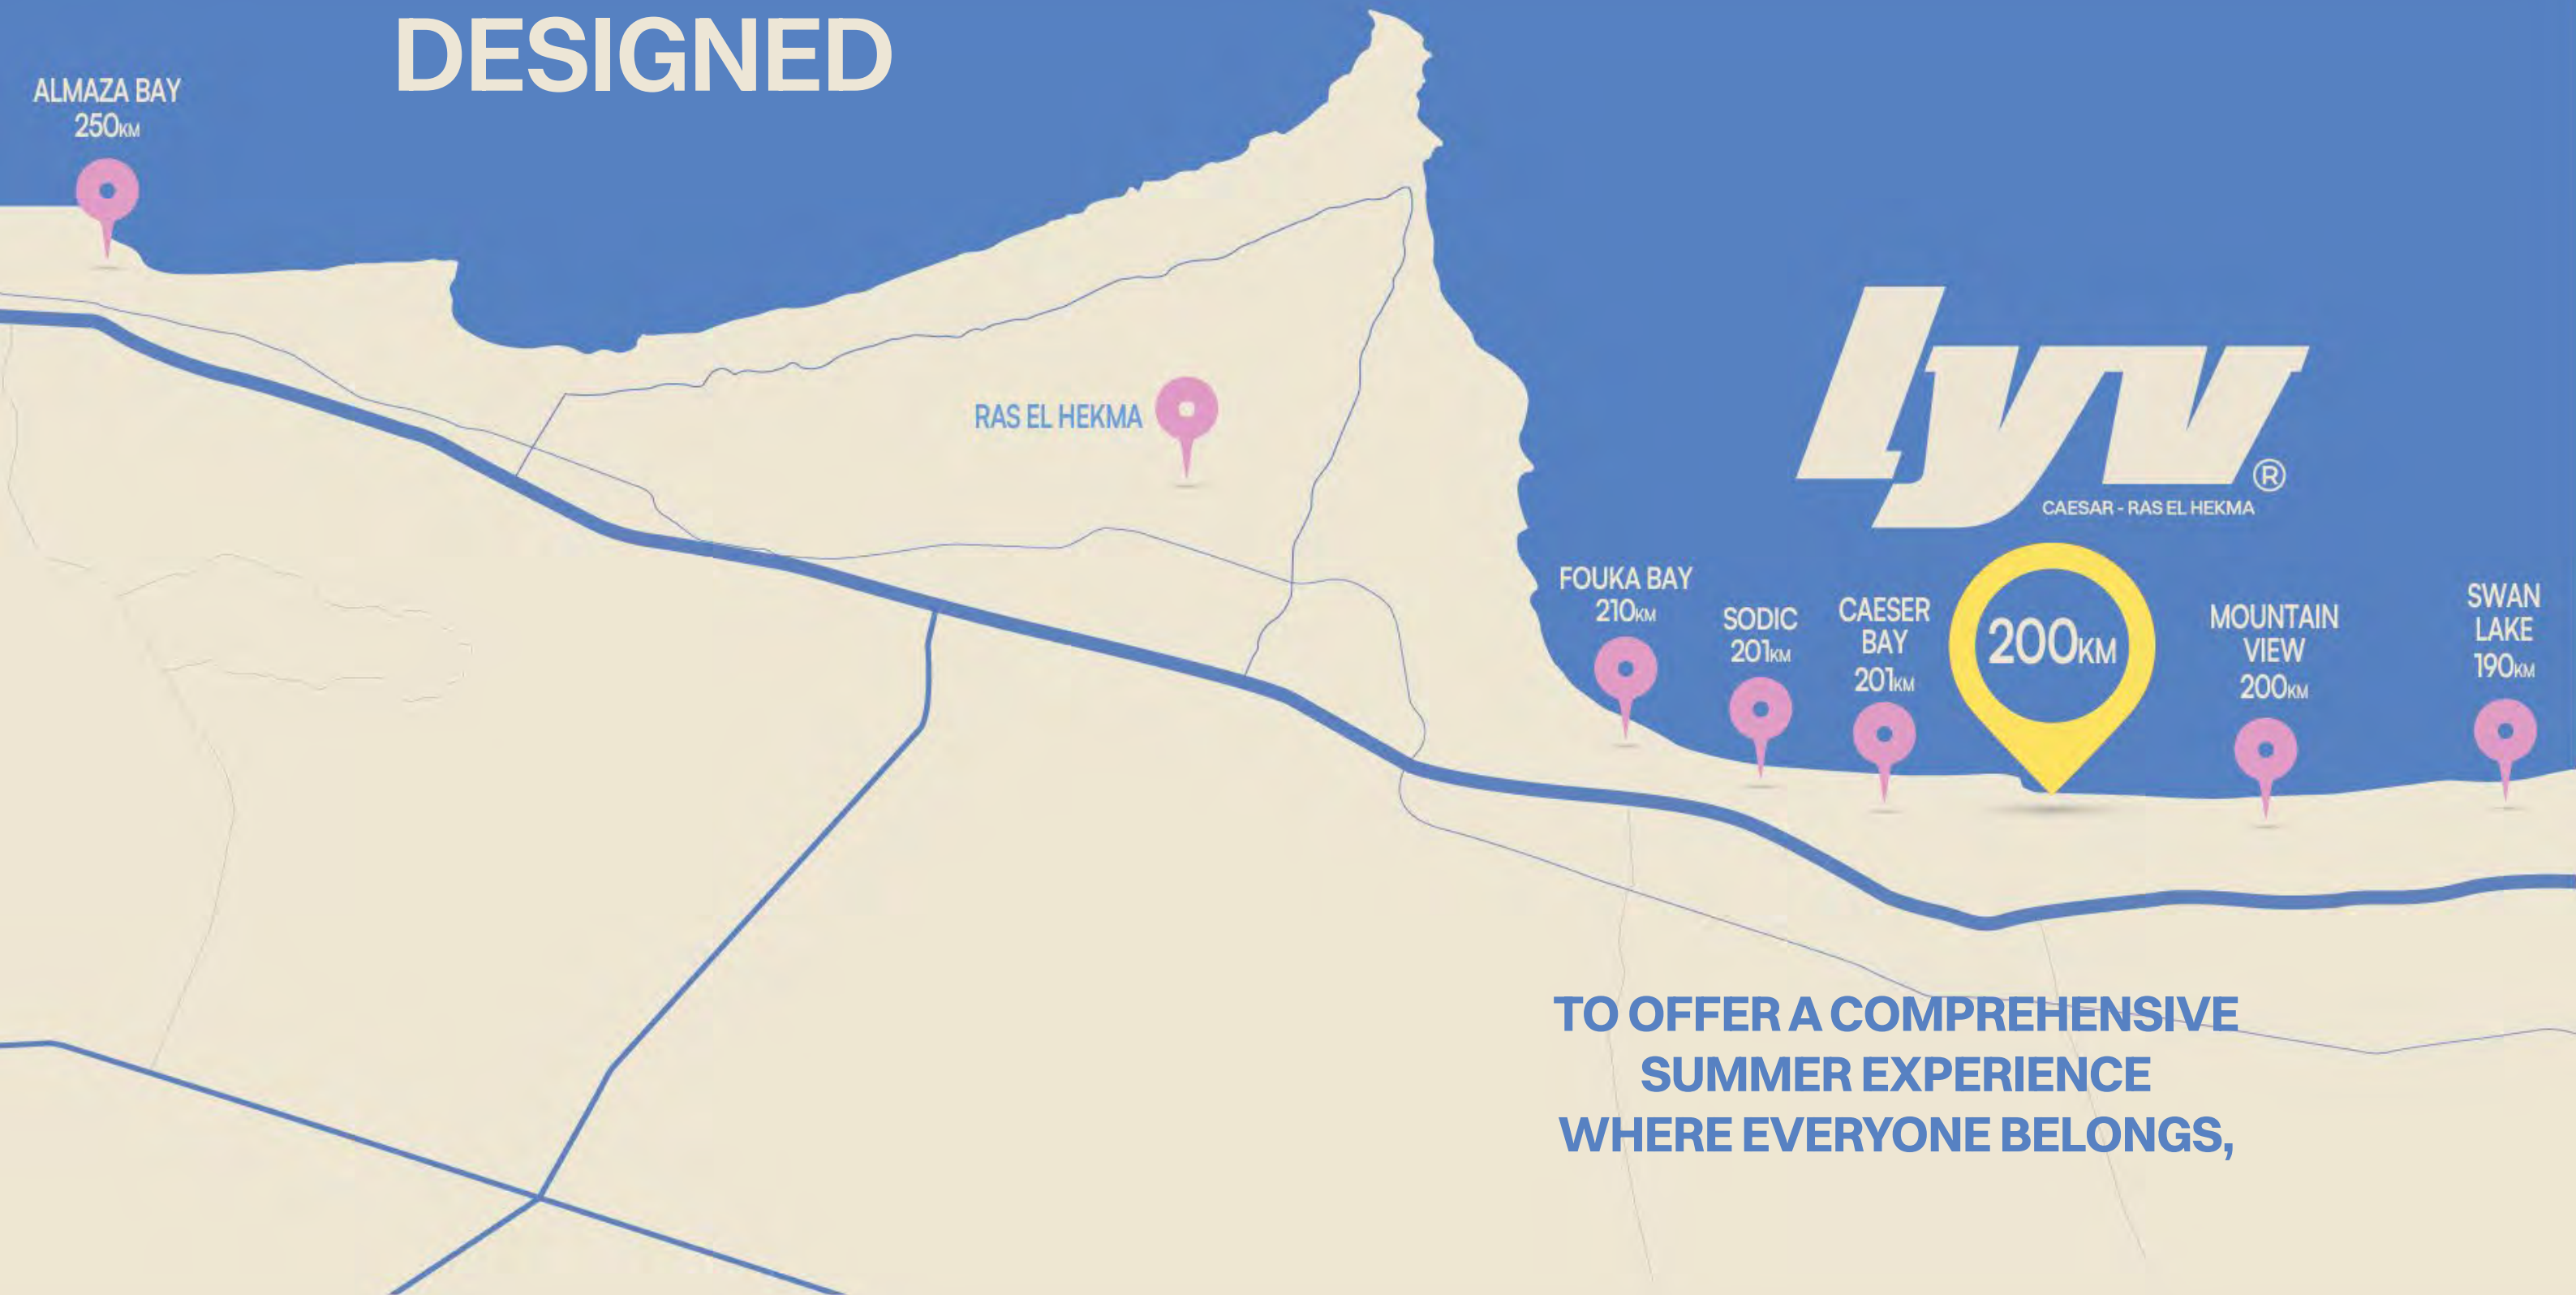 DESIGNED
ALMAZA BAY
250KM
RAS EL HEKMA
lyv®
CAESAR - RAS EL HEKMA
FOUKA BAY
210KM
SODIC
201KM
CAESER
BAY
201KM
200KM
MOUNTAIN
VIEW
200KM
SWAN
LAKE
190KM
TO OFFER A COMPREHENSIVE
SUMMER EXPERIENCE
WHERE EVERYONE BELONGS,